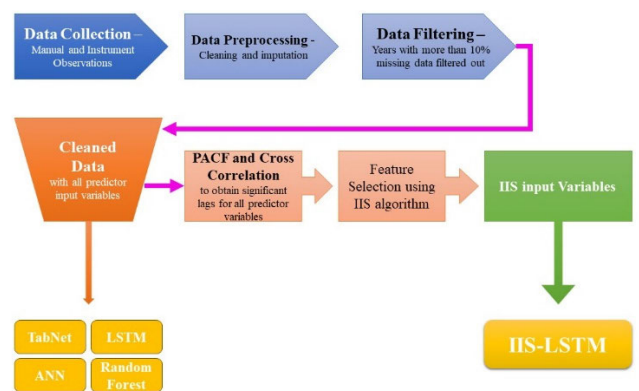 Data Collection –
Manual and Instrument
Observations
Data Preprocessing -
Cleaning and imputation
Data Filtering –
Years with more than 10%
missing data filtered out
Cleaned
Data
with all predictor
input variables
PACF and Cross
Correlation
to obtain significant
lags for all predictor
variables
Feature
Selection using
IIS algorithm
IIS input Variables
TabNet
LSTM
ANN
Random
Forest
IIS-LSTM